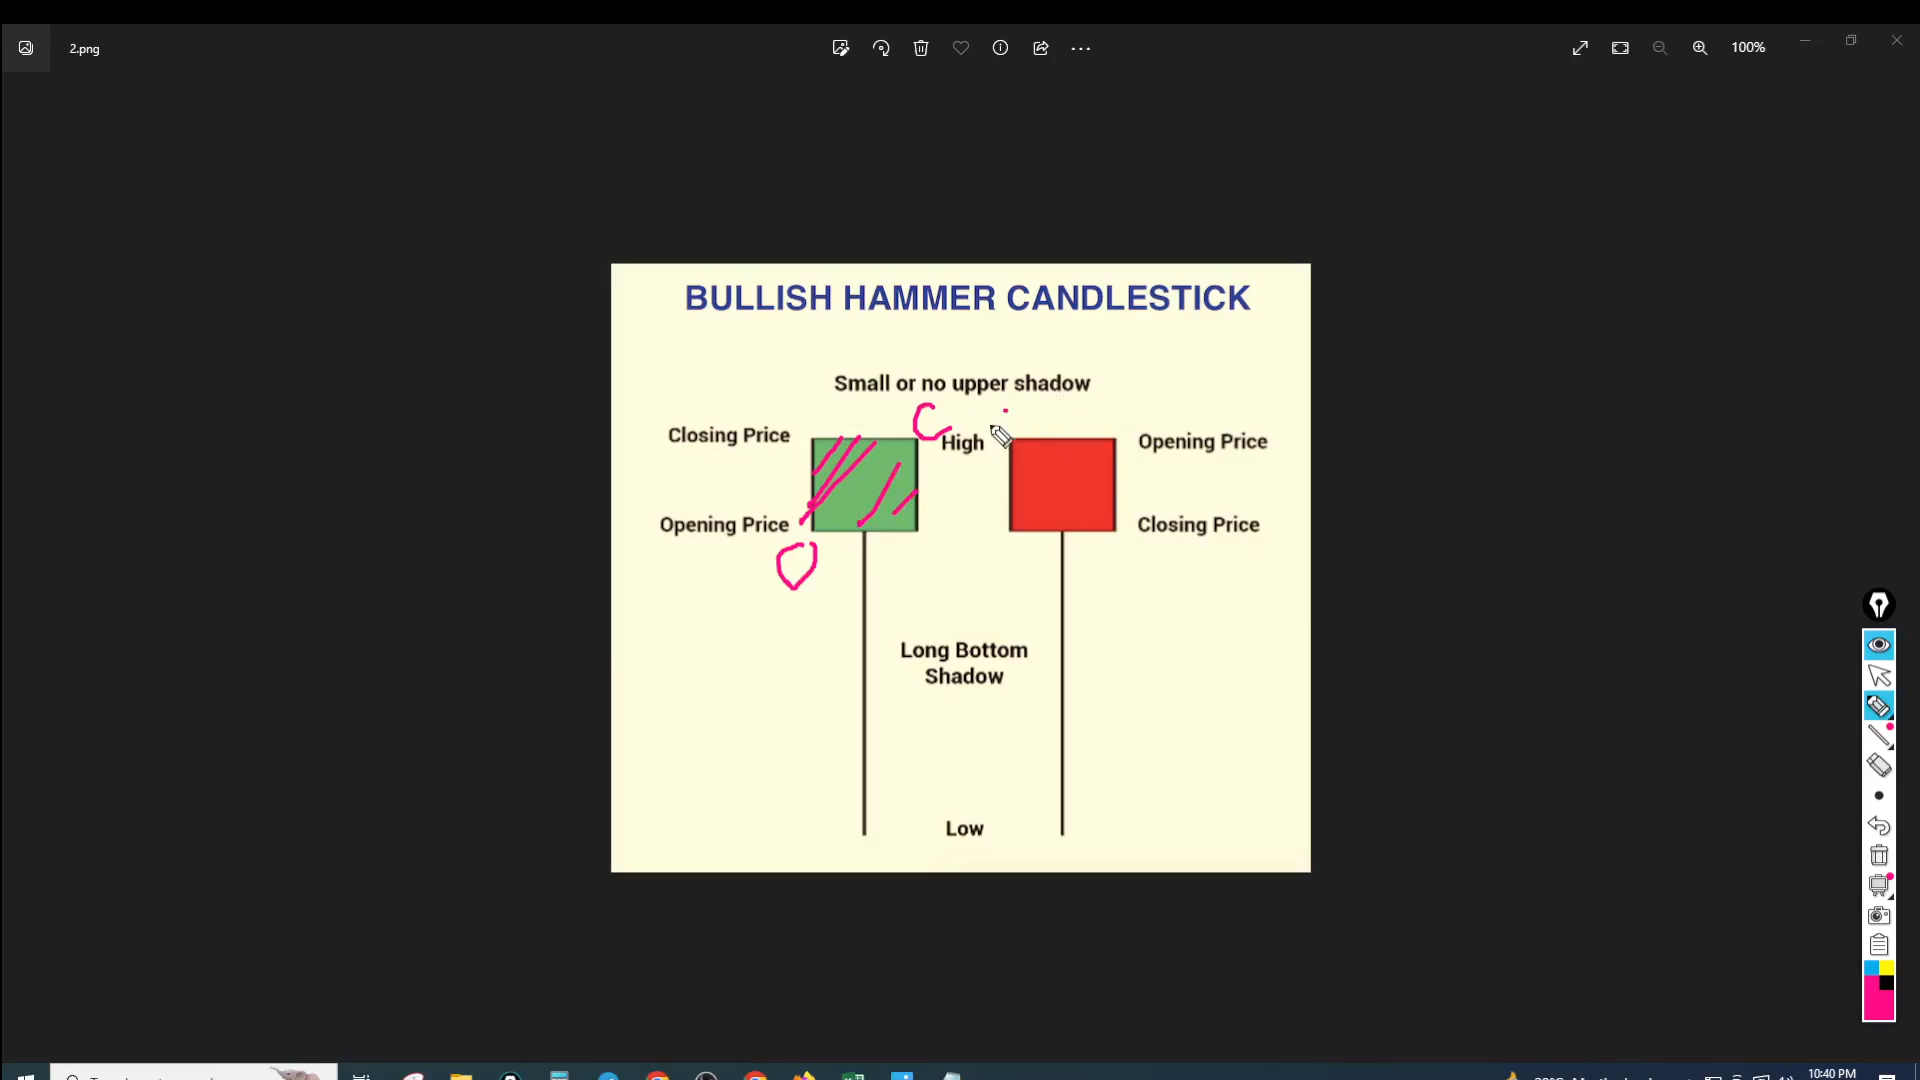 2.png
100%
BULLISH HAMMER CANDLESTICK
Small or no upper shadow
C
Closing Price
High
Opening Price
Opening Price
Closing Price
O
Long Bottom
Shadow
Low
10:40 PM